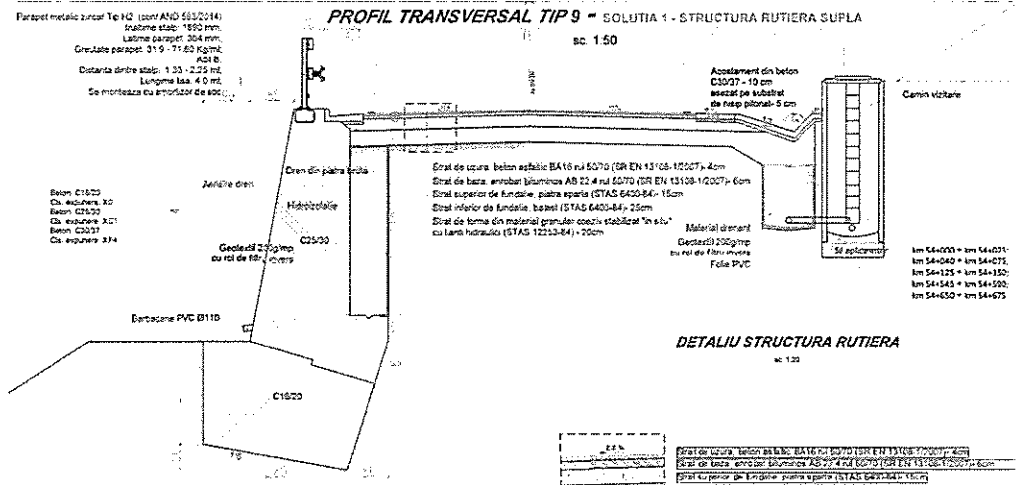 PROFIL TRANSVERSAL TIP 9 - SOLUTIA 1 - STRUCTURA RUTIERA SUPLA
sc. 1:50
Parapet metalic zincat Tip H2 (conf AND 593/2014)
Inaltime stalp: 1890 mm;
Latime parapet: 304 mm;
Greutate parapet: 31.9 - 71.60 Kg/ml;
ASI B;
Distanta dintre stalpi: 1.33 - 2.25 ml;
Lungime lisa: 4.0 ml;
Se monteaza cu amortizor de soc
Acostament din beton
C30/37 - 10 cm
asezat pe substrat
de nisip pilonat- 5 cm
Camin vizitare
Dren din piatra bruta
Hidroizolatie
C25/30
Geotextil 200g/mp
cu rol de filtru invers
Beton C16/20
Cls. expunere X0
Beton C25/30
Cls. expunere XC1
Beton C30/37
Cls. expunere XF4
Strat de uzura, beton asfaltic BA16 rul 50/70 (SR EN 13108-1/2007)- 4cm
Strat de baza, anrobat bituminos AB 22.4 rul 50/70 (SR EN 13108-1/2007)- 6cm
Strat superior de fundatie, piatra sparta (STAS 6400-84)- 15cm
Strat inferior de fundatie, balast (STAS 6400-84)- 25cm
Strat de forma din material granular coeziv stabilizat "in situ"
cu lianti hidraulici (STAS 12253-84) - 20cm
Material drenant
Geotextil 200g/mp
cu rol de filtru invers
Folie PVC
km 54+000 ÷ km 54+023;
km 54+040 ÷ km 54+075;
km 54+125 ÷ km 54+150;
km 54+545 ÷ km 54+590;
km 54+650 ÷ km 54+675
Barbacane PVC Ø110
C16/20
DETALIU STRUCTURA RUTIERA
sc. 1:20
Strat de uzura, beton asfaltic BA16 rul 50/70 (SR EN 13108-1/2007)- 4cm
Strat de baza, anrobat bituminos AB 22.4 rul 50/70 (SR EN 13108-1/2007)- 6cm
Strat superior de fundatie, piatra sparta (STAS 6400-84)- 15cm